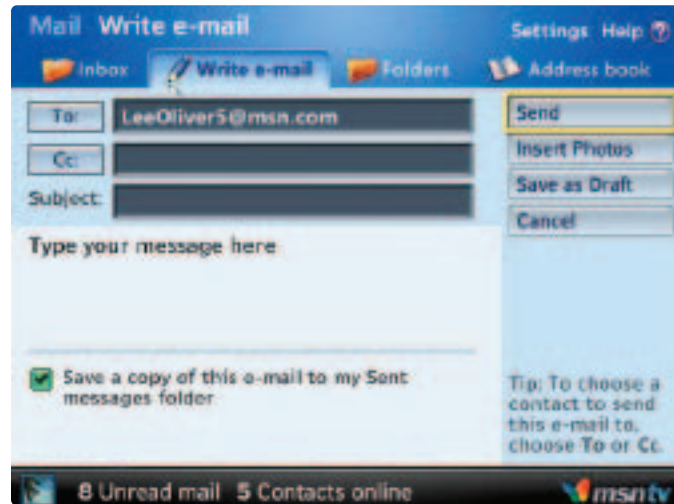 Mail Write e-mail
Settings Help ?
Inbox Write e-mail Folders Address book
To: LeeOliver5@msn.com
Cc:
Subject:
Send
Insert Photos
Save as Draft
Cancel
Type your message here
Save a copy of this e-mail to my Sent
messages folder
Tip: To choose a
contact to send
this e-mail to,
choose To or Cc.
8 Unread mail 5 Contacts online
msntv